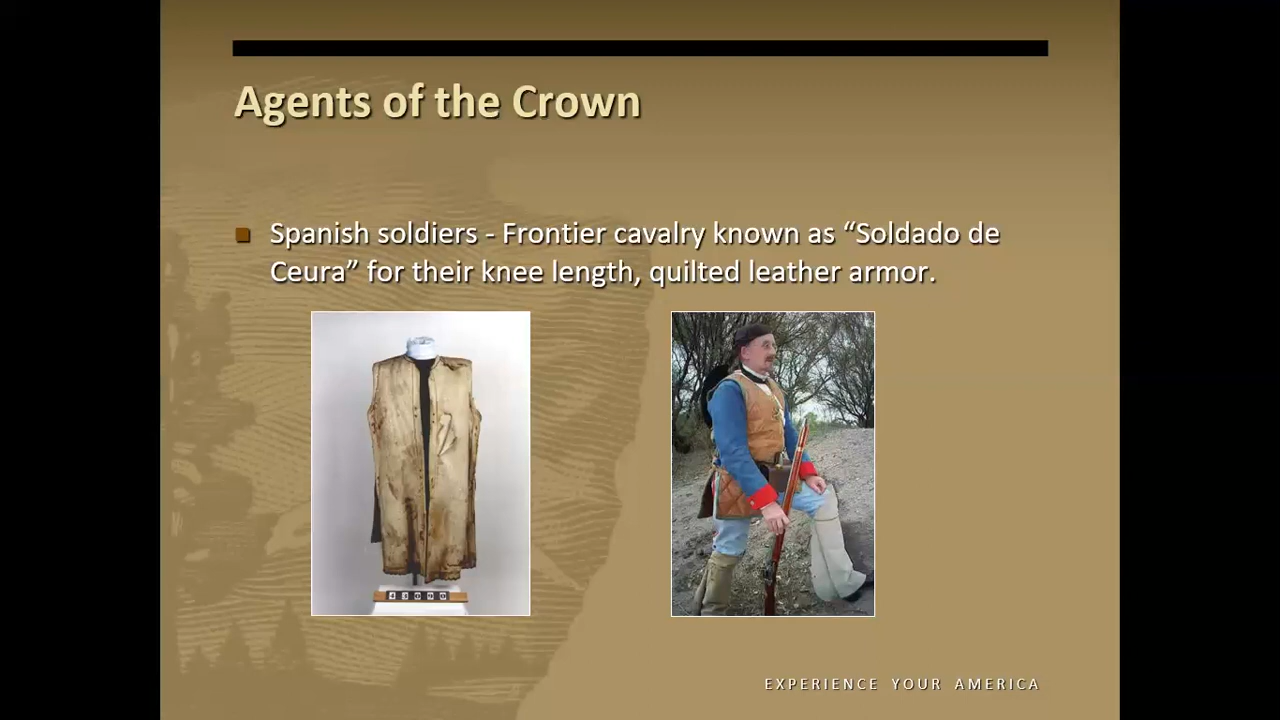 Agents of the Crown
Spanish soldiers - Frontier cavalry known as “Soldado de
Ceura” for their knee length, quilted leather armor.
EXPERIENCE YOUR AMERICA